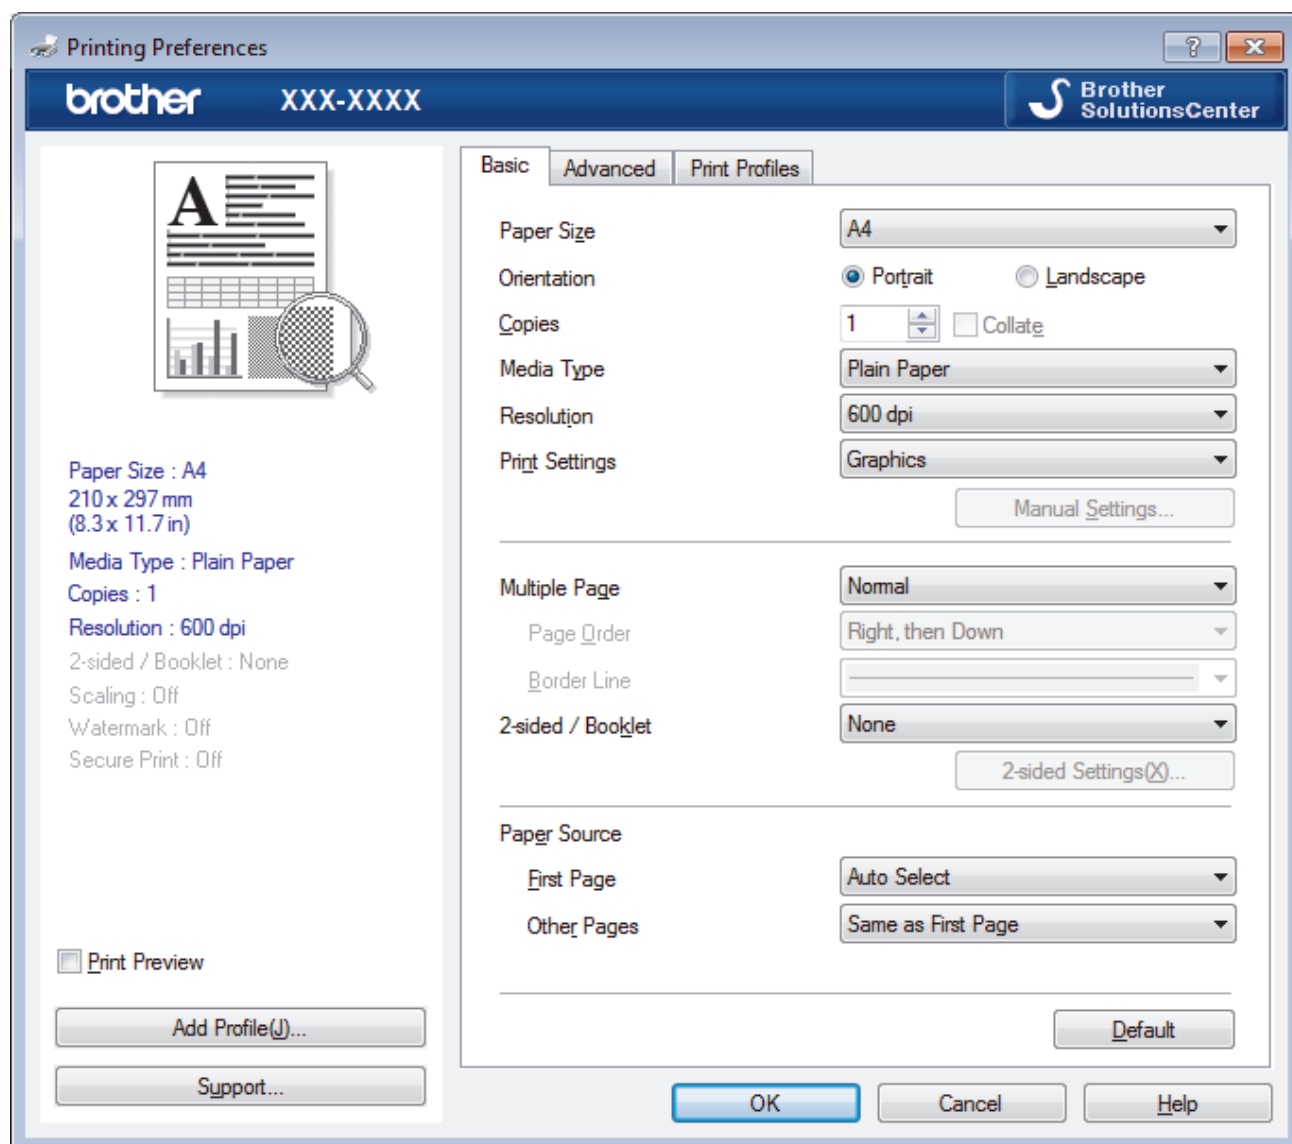 Printing Preferences
brother XXX-XXXX
Brother
SolutionsCenter
A
Paper Size : A4
210 x 297 mm
(8.3 x 11.7 in)
Media Type : Plain Paper
Copies : 1
Resolution : 600 dpi
2-sided / Booklet : None
Scaling : Off
Watermark : Off
Secure Print : Off
Print Preview
Add Profile(J)...
Support...
Basic Advanced Print Profiles
Paper Size A4
Orientation Portrait Landscape
Copies 1 Collate
Media Type Plain Paper
Resolution 600 dpi
Print Settings Graphics
Manual Settings...
Multiple Page Normal
Page Order Right, then Down
Border Line
2-sided / Booklet None
2-sided Settings(X)...
Paper Source
First Page Auto Select
Other Pages Same as First Page
Default
OK Cancel Help